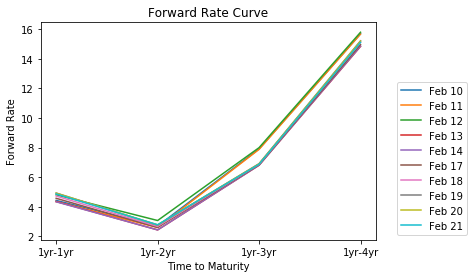 Forward Rate Curve
16
14
12
10
8
6
4
2
Forward Rate
1yr-1yr
1yr-2yr
1yr-3yr
1yr-4yr
Time to Maturity
Feb 10
Feb 11
Feb 12
Feb 13
Feb 14
Feb 17
Feb 18
Feb 19
Feb 20
Feb 21